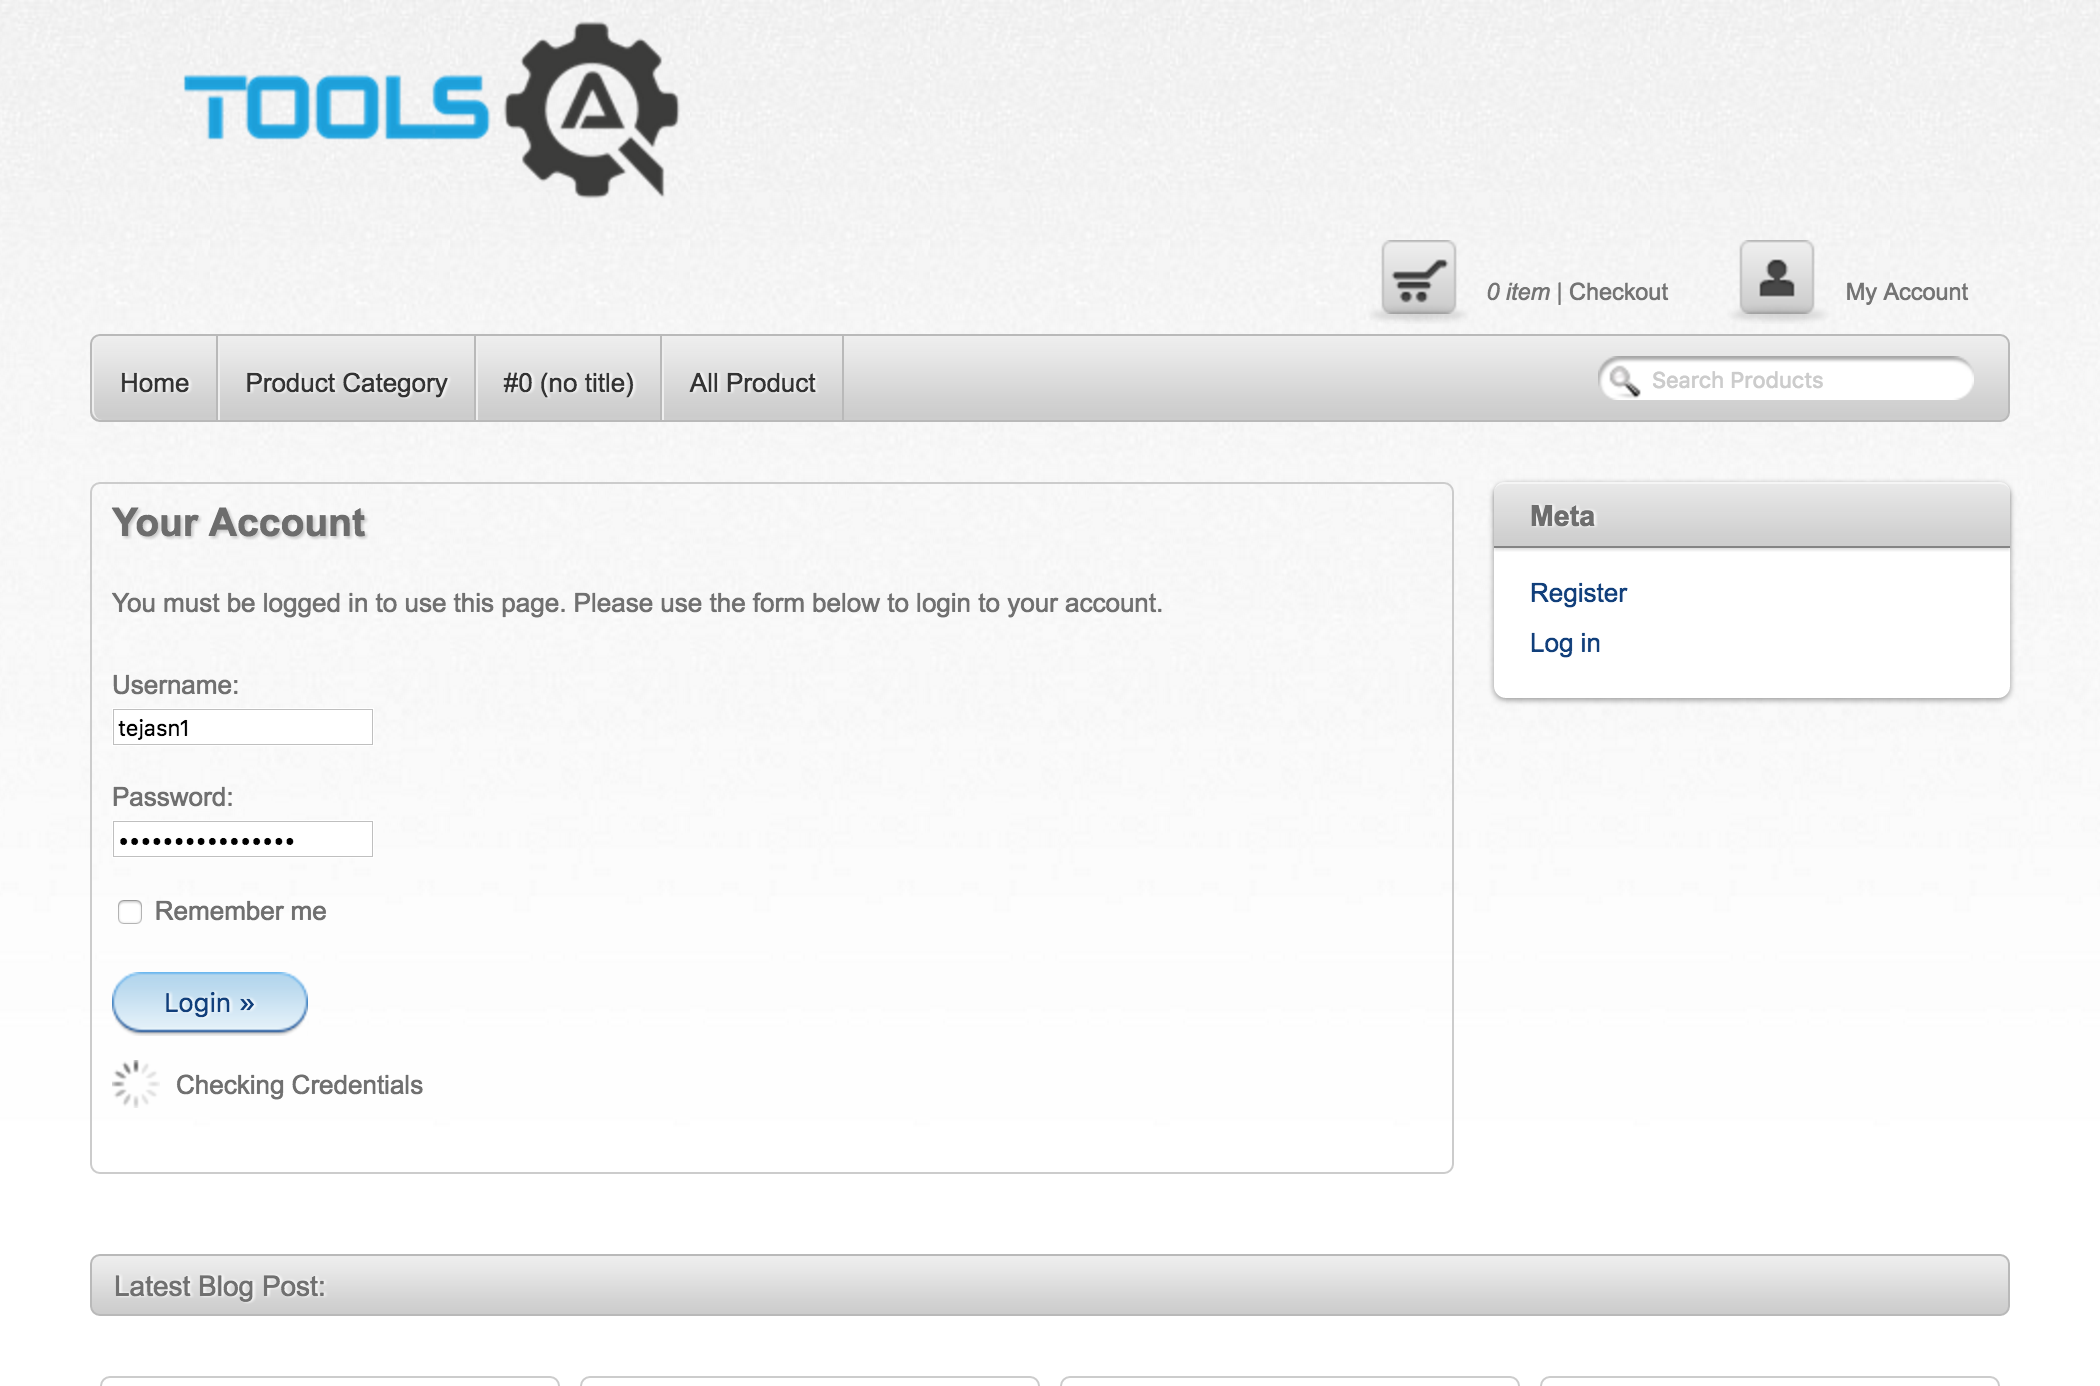 TOOLS QA
0 item | Checkout
My Account
Home
Product Category
#0 (no title)
All Product
Search Products
Your Account
You must be logged in to use this page. Please use the form below to login to your account.
Username:
tejasn1
Password:
••••••••••••••••
Remember me
Login »
Checking Credentials
Meta
Register
Log in
Latest Blog Post: